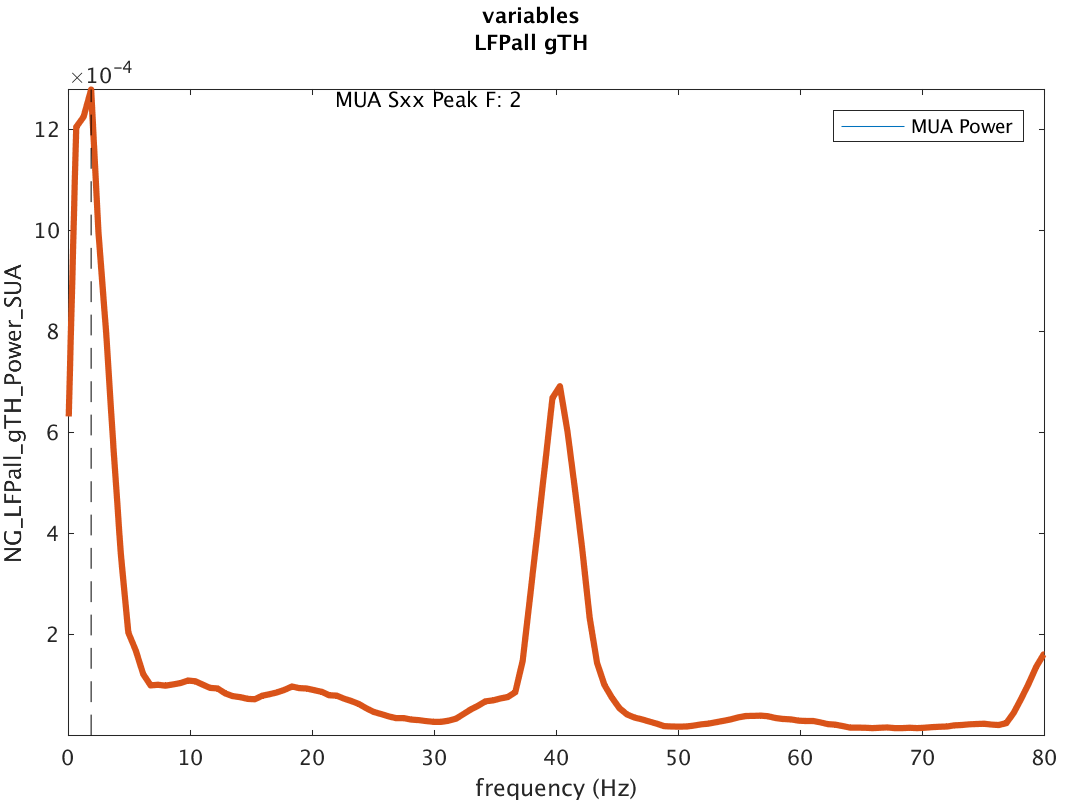 variables
LFPall gTH
×10⁻⁴
MUA Sxx Peak F: 2
MUA Power
12
10
8
6
4
2
NG_LFPall_gTH_Power_SUA
0 10 20 30 40 50 60 70 80
frequency (Hz)